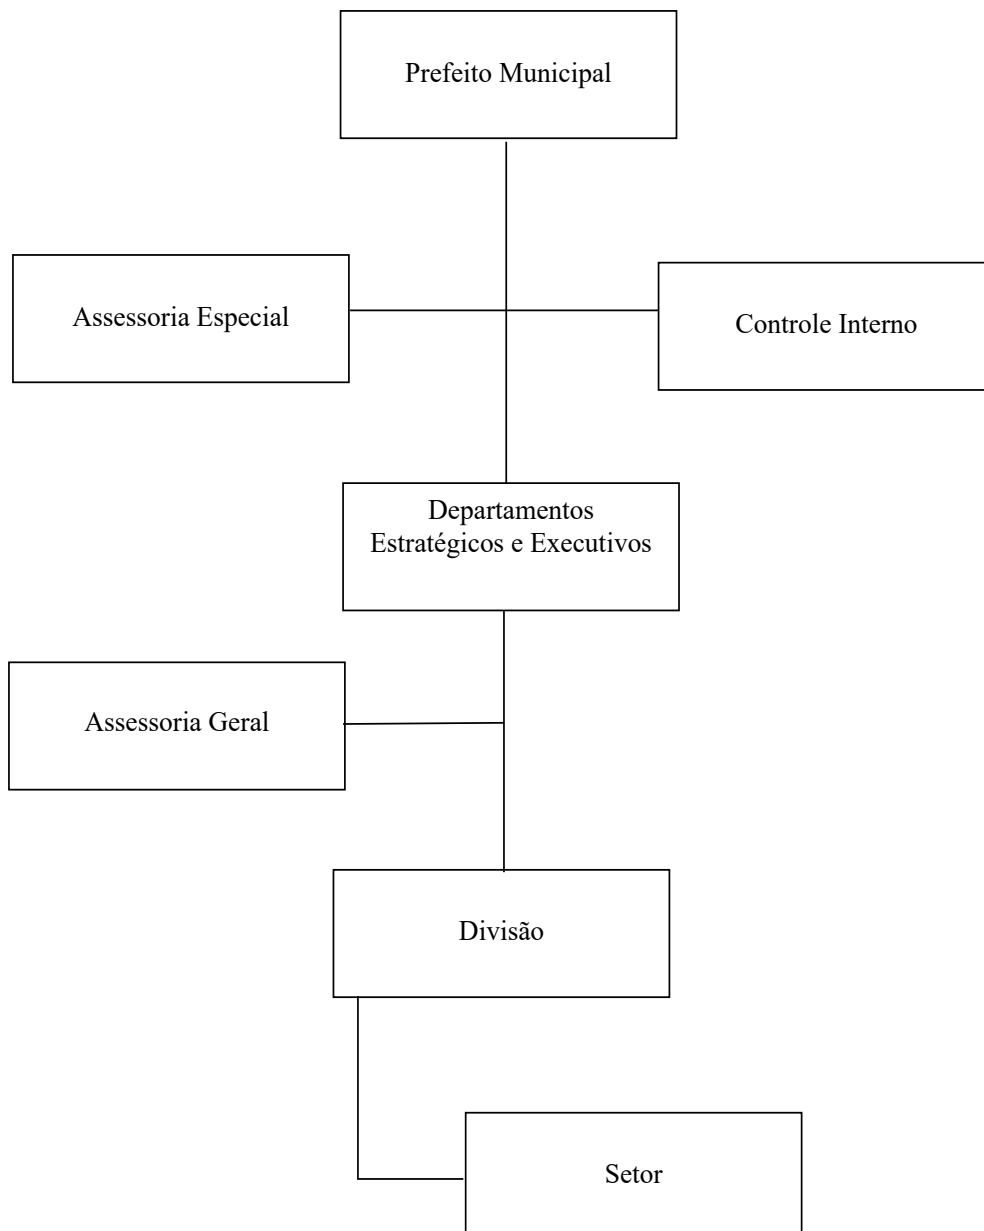 Prefeito Municipal
Assessoria Especial
Controle Interno
Departamentos
Estratégicos e Executivos
Assessoria Geral
Divisão
Setor